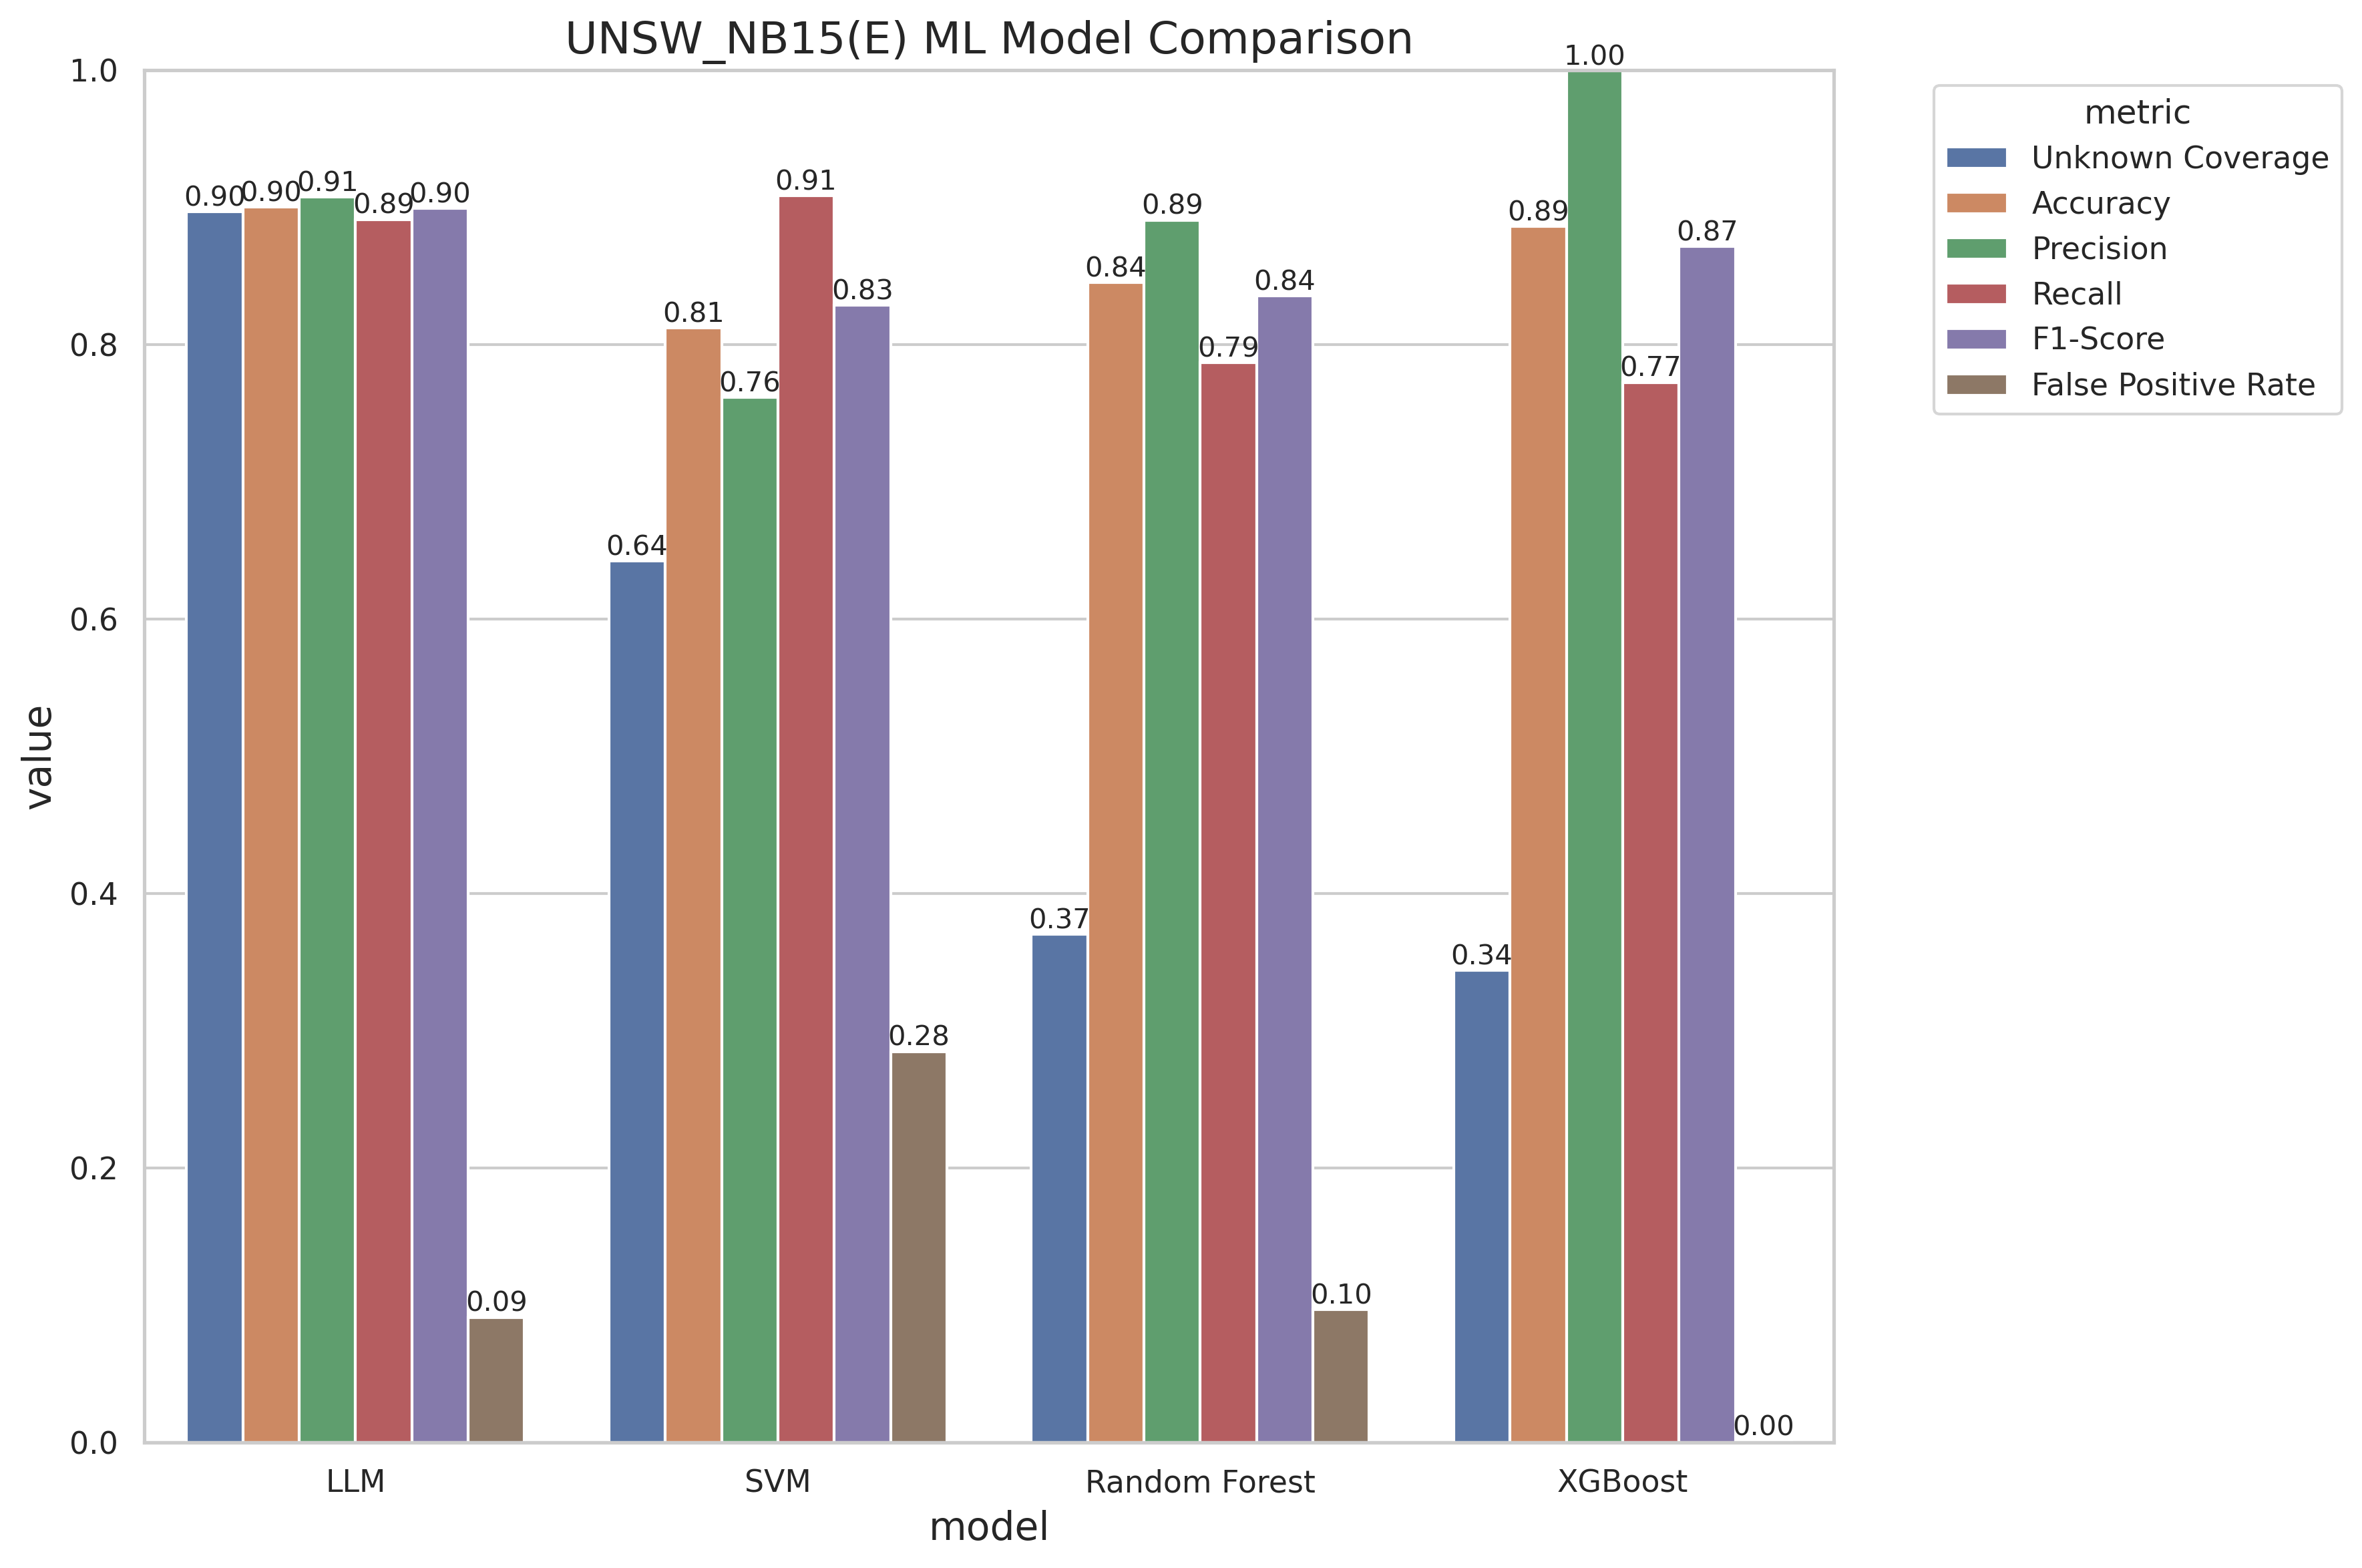 UNSW_NB15(E) ML Model Comparison
1.0
0.8
0.6
0.4
0.2
0.0
value
0.90
0.90
0.91
0.89
0.90
0.09
0.64
0.81
0.76
0.91
0.83
0.28
0.37
0.84
0.89
0.79
0.84
0.10
0.34
0.89
1.00
0.77
0.87
0.00
LLM
SVM
Random Forest
XGBoost
model
metric
Unknown Coverage
Accuracy
Precision
Recall
F1-Score
False Positive Rate